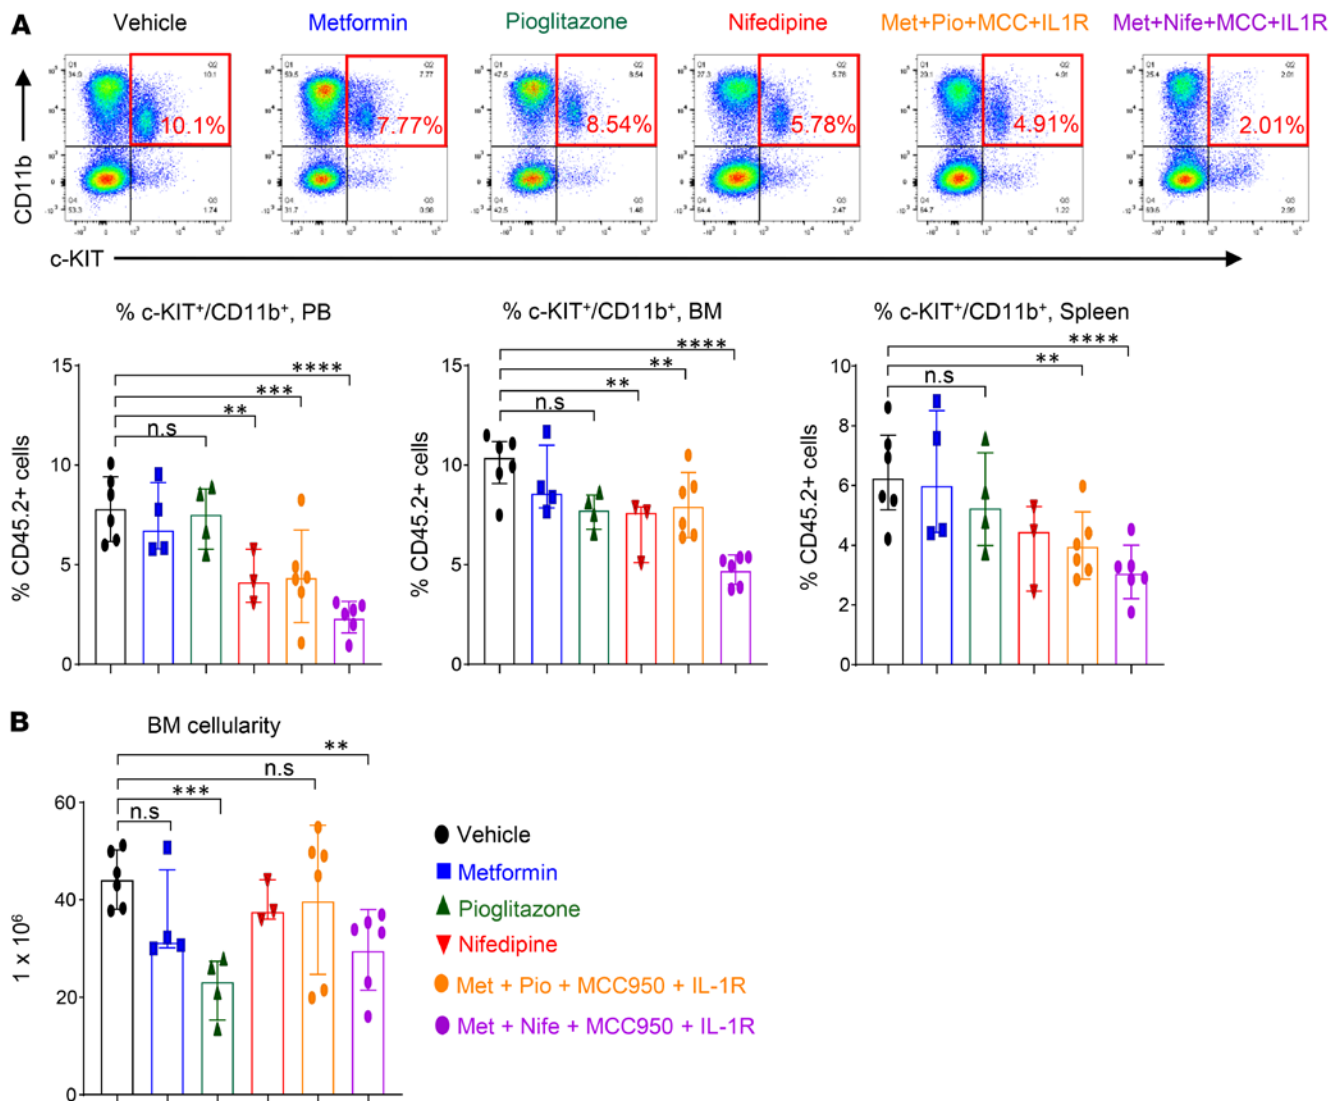 A
Vehicle
Metformin
Pioglitazone
Nifedipine
Met+Pio+MCC+IL1R
Met+Nife+MCC+IL1R
CD11b
10.1%
7.77%
8.54%
5.78%
4.91%
2.01%
c-KIT
% c-KIT⁺/CD11b⁺, PB
% CD45.2+ cells
15
10
5
0
n.s
**
***
****
% c-KIT⁺/CD11b⁺, BM
% CD45.2+ cells
15
10
5
0
n.s
**
**
****
% c-KIT⁺/CD11b⁺, Spleen
% CD45.2+ cells
10
8
6
4
2
0
n.s
**
****
B
BM cellularity
1 x 10⁶
60
40
20
0
n.s
***
n.s
**
Vehicle
Metformin
Pioglitazone
Nifedipine
Met + Pio + MCC950 + IL-1R
Met + Nife + MCC950 + IL-1R